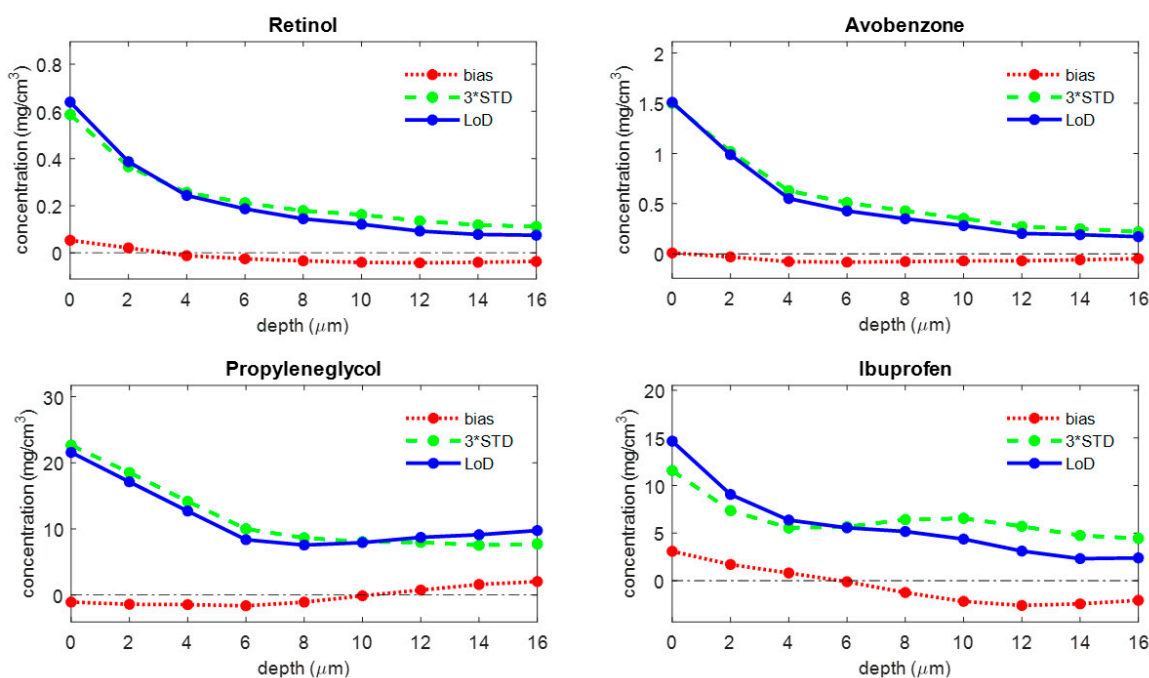 Retinol
concentration (mg/cm³)
0.8
0.6
0.4
0.2
0
bias
3*STD
LoD
0 2 4 6 8 10 12 14 16
depth (μm)
Avobenzone
concentration (mg/cm³)
2
1.5
1
0.5
0
bias
3*STD
LoD
0 2 4 6 8 10 12 14 16
depth (μm)
Propyleneglycol
concentration (mg/cm³)
30
20
10
0
bias
3*STD
LoD
0 2 4 6 8 10 12 14 16
depth (μm)
Ibuprofen
concentration (mg/cm³)
20
15
10
5
0
bias
3*STD
LoD
0 2 4 6 8 10 12 14 16
depth (μm)